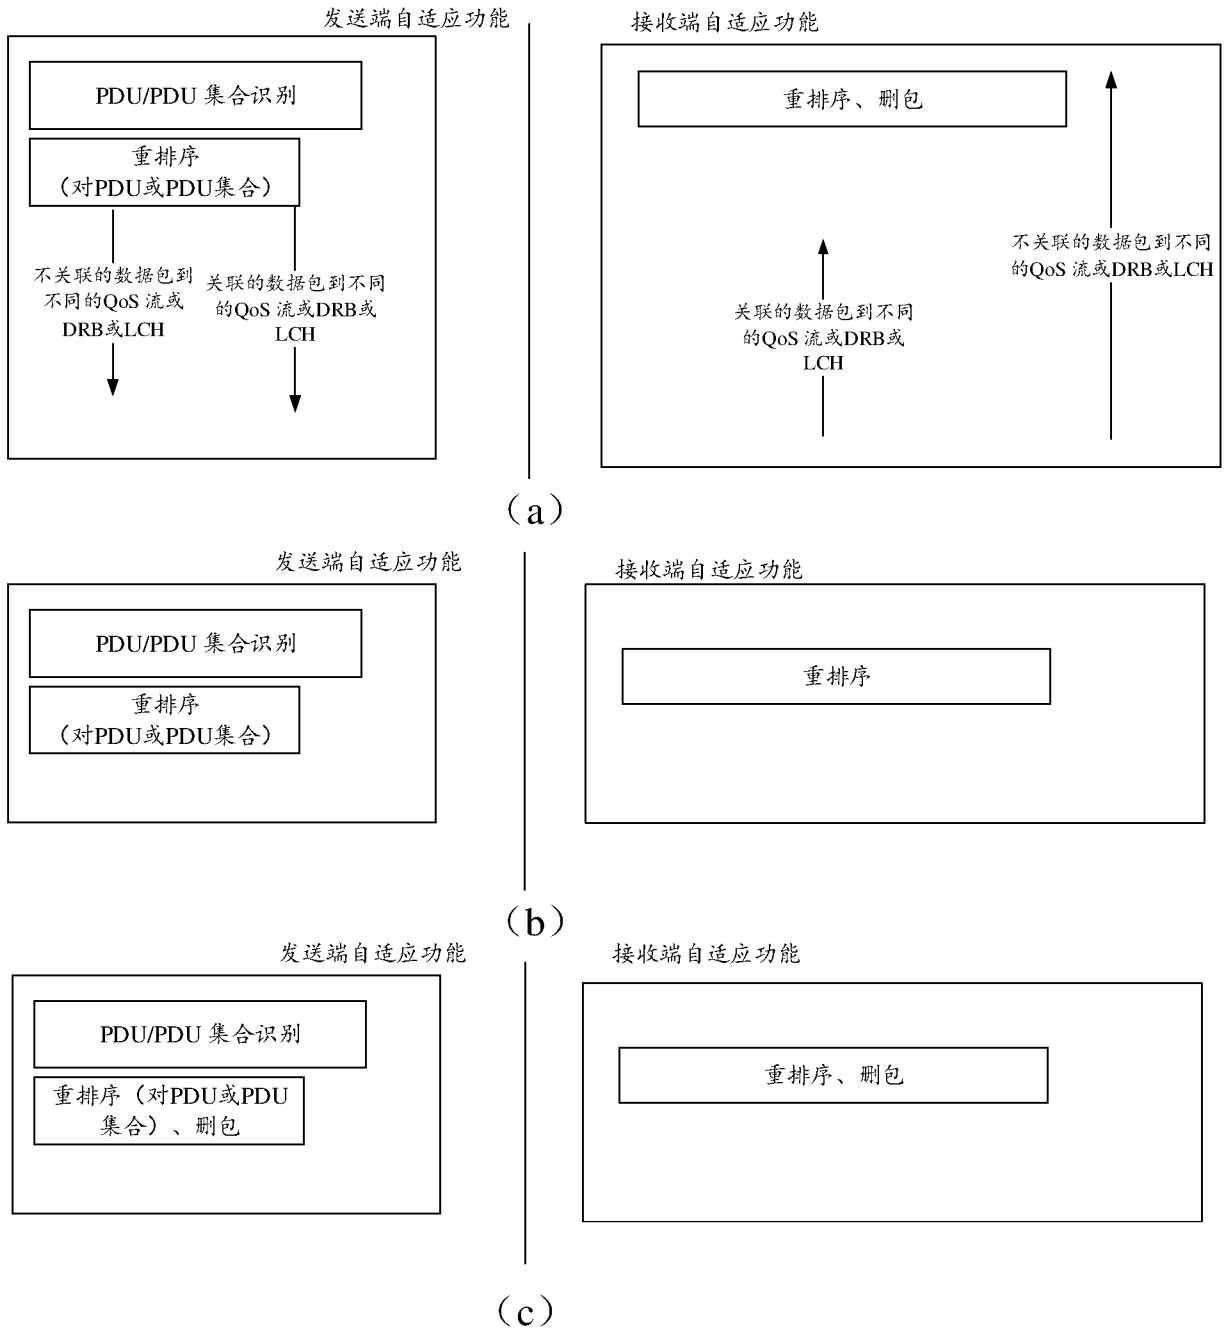 发送端自适应功能
PDU/PDU 集合识别
重排序
（对PDU或PDU集合）
不关联的数据包到
不同的QoS 流或
DRB或LCH
关联的数据包到不同
的QoS 流或DRB或
LCH
接收端自适应功能
重排序、删包
关联的数据包到不同
的QoS 流或DRB或
LCH
不关联的数据包到不同
的QoS 流或DRB或LCH
（a）
发送端自适应功能
PDU/PDU 集合识别
重排序
（对PDU或PDU集合）
接收端自适应功能
重排序
（b）
发送端自适应功能
PDU/PDU 集合识别
重排序（对PDU或PDU
集合）、删包
接收端自适应功能
重排序、删包
（c）